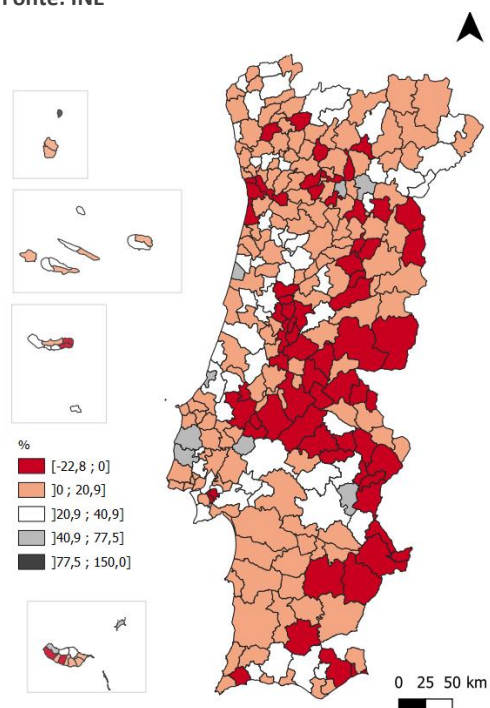 Fonte: INE
%
[-22,8 ; 0]
]0 ; 20,9]
]20,9 ; 40,9]
]40,9 ; 77,5]
]77,5 ; 150,0]
0 25 50 km